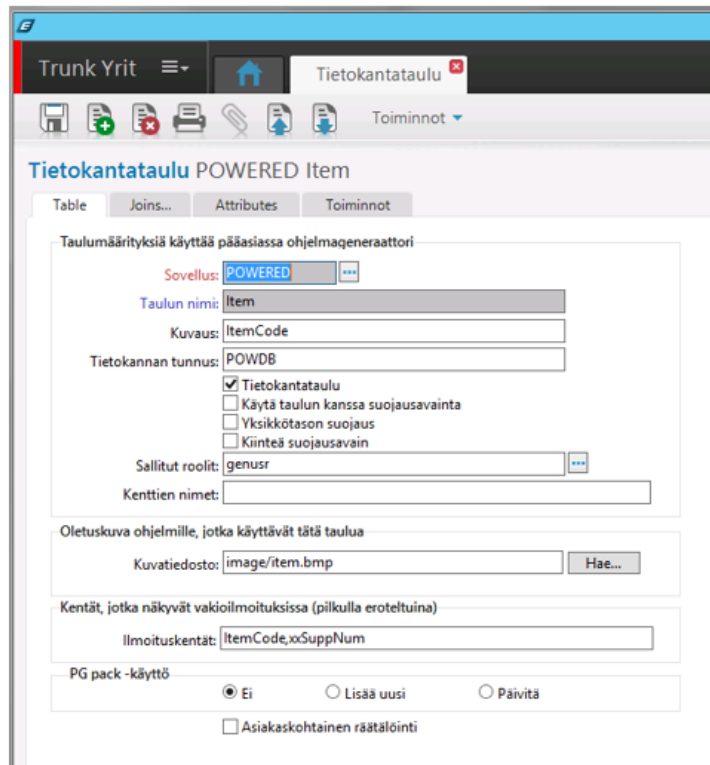 Trunk Yrit
Tietokantataulu
Toiminnot
Tietokantataulu POWERED Item
Table Joins... Attributes Toiminnot
Taulumäärityksiä käyttää pääasiassa ohjelmageneraattori
Sovellus: POWERED
Taulun nimi: Item
Kuvaus: ItemCode
Tietokannan tunnus: POWDB
Tietokantataulu
Käytä taulun kanssa suojausavainta
Yksikkötason suojaus
Kiinteä suojausavain
Sallitut roolit: genusr
Kenttien nimet:
Oletuskuva ohjelmille, jotka käyttävät tätä taulua
Kuvatiedosto: image/item.bmp Hae...
Kentät, jotka näkyvät vakioilmoituksissa (pilkulla eroteltuina)
Ilmoituskentät: ItemCode,xxSuppNum
PG pack -käyttö
Ei Lisää uusi Päivitä
Asiakaskohtainen räätälöinti